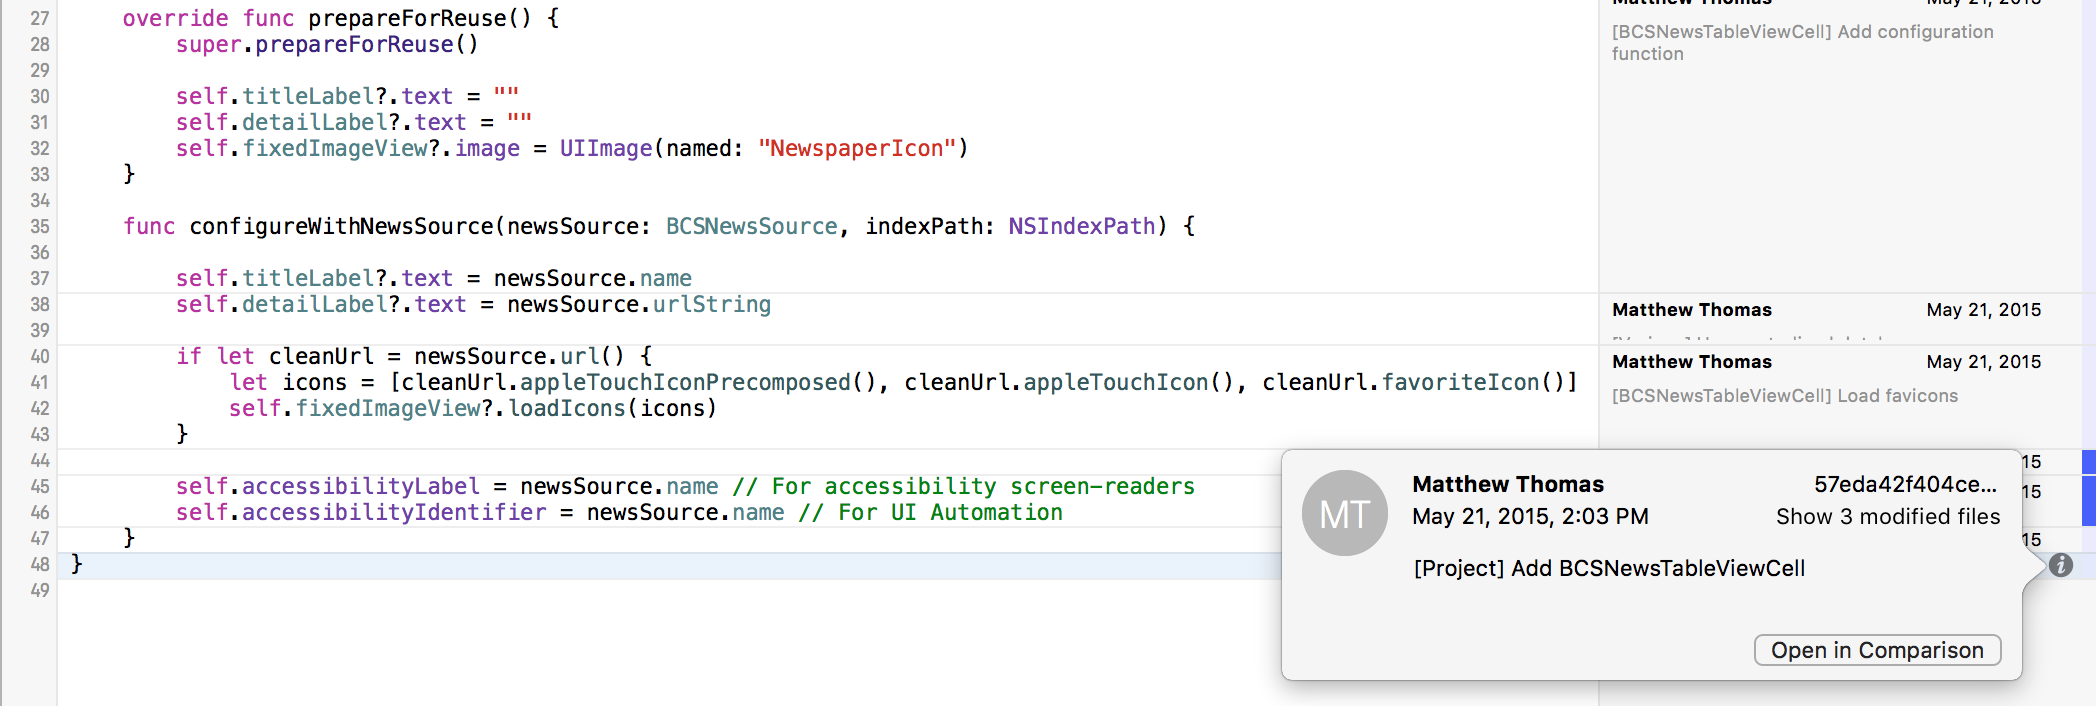 27 override func prepareForReuse() {
28 super.prepareForReuse()
29
30 self.titleLabel?.text = ""
31 self.detailLabel?.text = ""
32 self.fixedImageView?.image = UIImage(named: "NewspaperIcon")
33 }
34
35 func configureWithNewsSource(newsSource: BCSNewsSource, indexPath: NSIndexPath) {
36
37 self.titleLabel?.text = newsSource.name
38 self.detailLabel?.text = newsSource.urlString
39
40 if let cleanUrl = newsSource.url() {
41 let icons = [cleanUrl.appleTouchIconPrecomposed(), cleanUrl.appleTouchIcon(), cleanUrl.favoriteIcon()]
42 self.fixedImageView?.loadIcons(icons)
43 }
44
45 self.accessibilityLabel = newsSource.name // For accessibility screen-readers
46 self.accessibilityIdentifier = newsSource.name // For UI Automation
47 }
48 }
49
Matthew Thomas May 21, 2015
[BCSNewsTableViewCell] Add configuration
function
Matthew Thomas May 21, 2015
Matthew Thomas May 21, 2015
[BCSNewsTableViewCell] Load favicons
15
15
15
MT
Matthew Thomas 57eda42f404ce...
May 21, 2015, 2:03 PM Show 3 modified files
[Project] Add BCSNewsTableViewCell
Open in Comparison